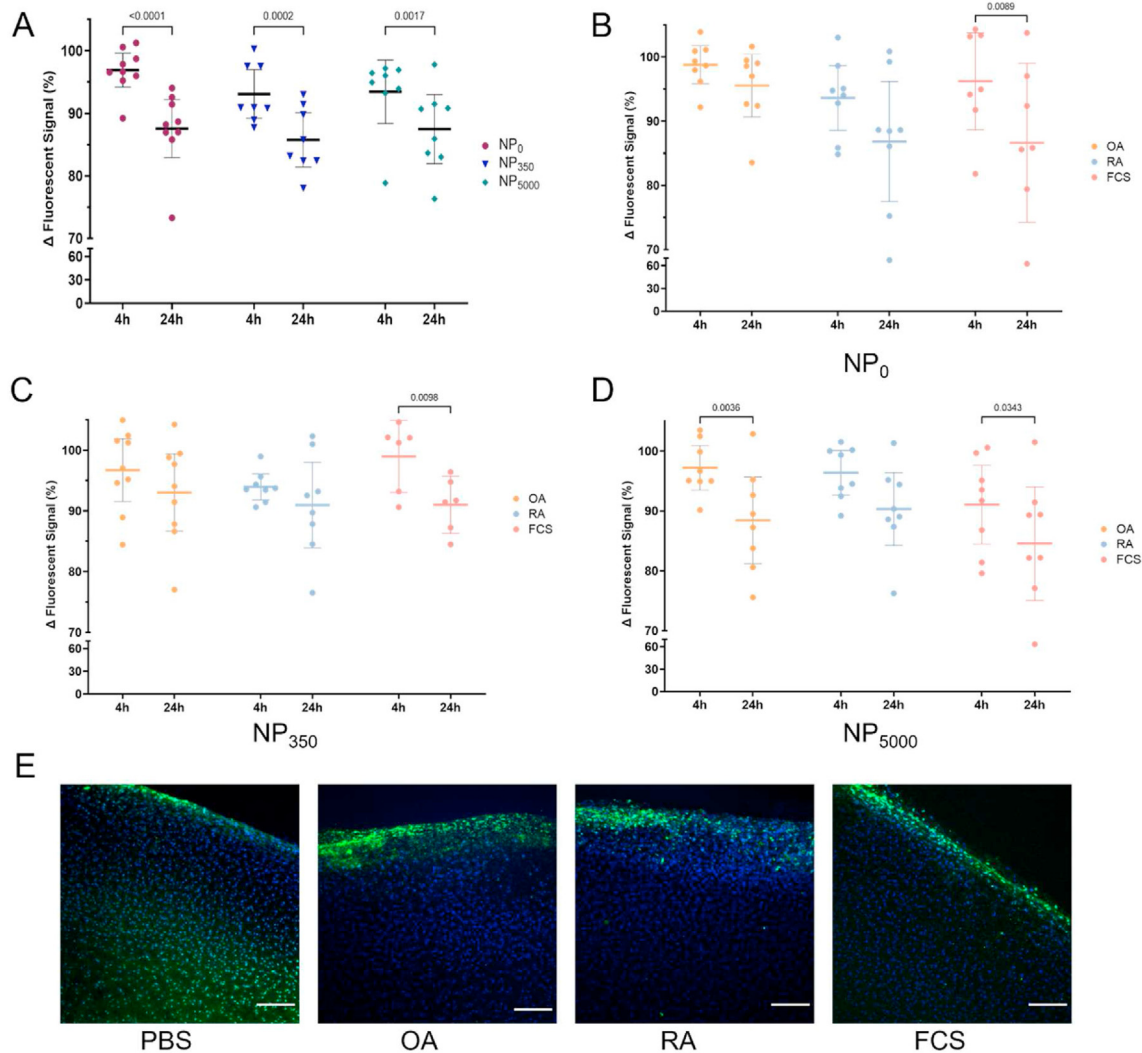 A
<0.0001
0.0002
0.0017
Δ Fluorescent Signal (%)
100
90
80
70
60
30
0
4h 24h 4h 24h 4h 24h
NP₀
NP₃₅₀
NP₅₀₀₀
B
0.0089
Δ Fluorescent Signal (%)
100
90
80
70
60
45
30
15
0
4h 24h 4h 24h 4h 24h
OA
RA
FCS
NP₀
C
0.0098
Δ Fluorescent Signal (%)
100
90
80
70
60
30
0
4h 24h 4h 24h 4h 24h
OA
RA
FCS
NP₃₅₀
D
0.0036
0.0343
Δ Fluorescent Signal (%)
100
90
80
70
60
45
30
15
0
4h 24h 4h 24h 4h 24h
OA
RA
FCS
NP₅₀₀₀
E
PBS OA RA FCS